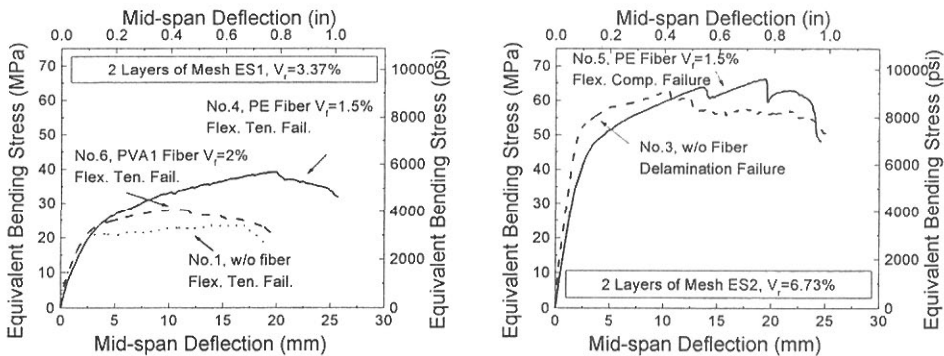 Mid-span Deflection (in)
0.0 0.2 0.4 0.6 0.8 1.0
Equivalent Bending Stress (MPa)
70
60
50
40
30
20
10
0
2 Layers of Mesh ES1, Vr=3.37%
No.4, PE Fiber Vf=1.5%
Flex. Ten. Fail.
No.6, PVA1 Fiber Vf=2%
Flex. Ten. Fail.
No.1, w/o fiber
Flex. Ten. Fail.
10000
8000
6000
4000
2000
0
Equivalent Bending Stress (psi)
0 5 10 15 20 25 30
Mid-span Deflection (mm)
Mid-span Deflection (in)
0.0 0.2 0.4 0.6 0.8 1.0
Equivalent Bending Stress (MPa)
70
60
50
40
30
20
10
0
No.5, PE Fiber Vf=1.5%
Flex. Comp. Failure
No.3, w/o Fiber
Delamination Failure
2 Layers of Mesh ES2, Vr=6.73%
10000
8000
6000
4000
2000
0
Equivalent Bending Stress (psi)
0 5 10 15 20 25 30
Mid-span Deflection (mm)